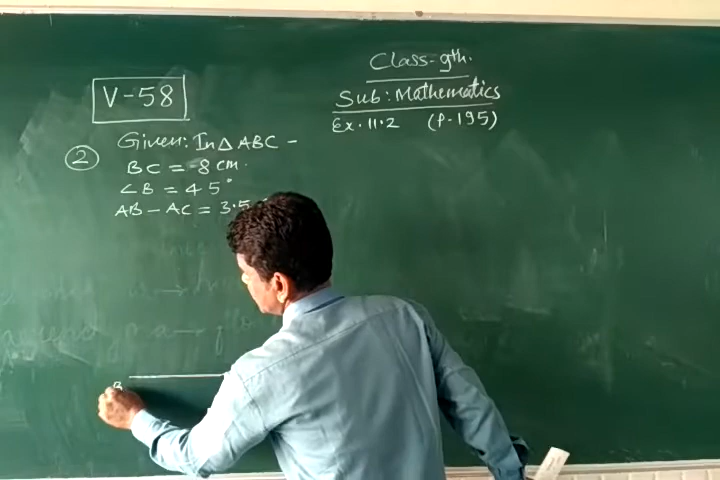 Class-9th.
Sub: Mathematics
Ex. 11.2 (P.195)
V-58
② Given: In △ ABC -
BC = 8 cm.
∠B = 45°
AB - AC = 3.5
B